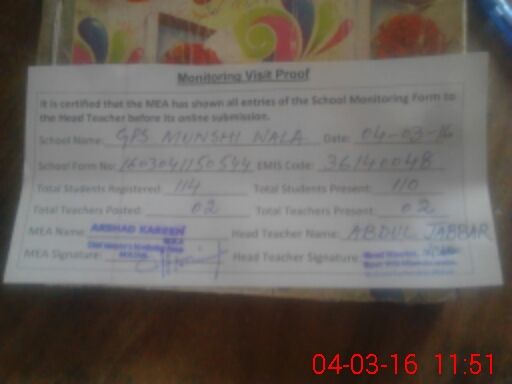 Monitoring Visit Proof
It is certified that the MEA has shown all entries of the School Monitoring Form to
the Head Teacher before its online submission.
School Name: GPS MUNSHI WALA Date: 04-03-16
School Form No: 1603041150544 EMIS Code: 36140048
Total Students Registered: 114 Total Students Present: 110
Total Teachers Posted: 02 Total Teachers Present: 02
MEA Name: ARSHAD KAREEM Head Teacher Name: ABDUL JABBAR
MEA Signature: Head Teacher Signature: Head
04-03-16 11:51